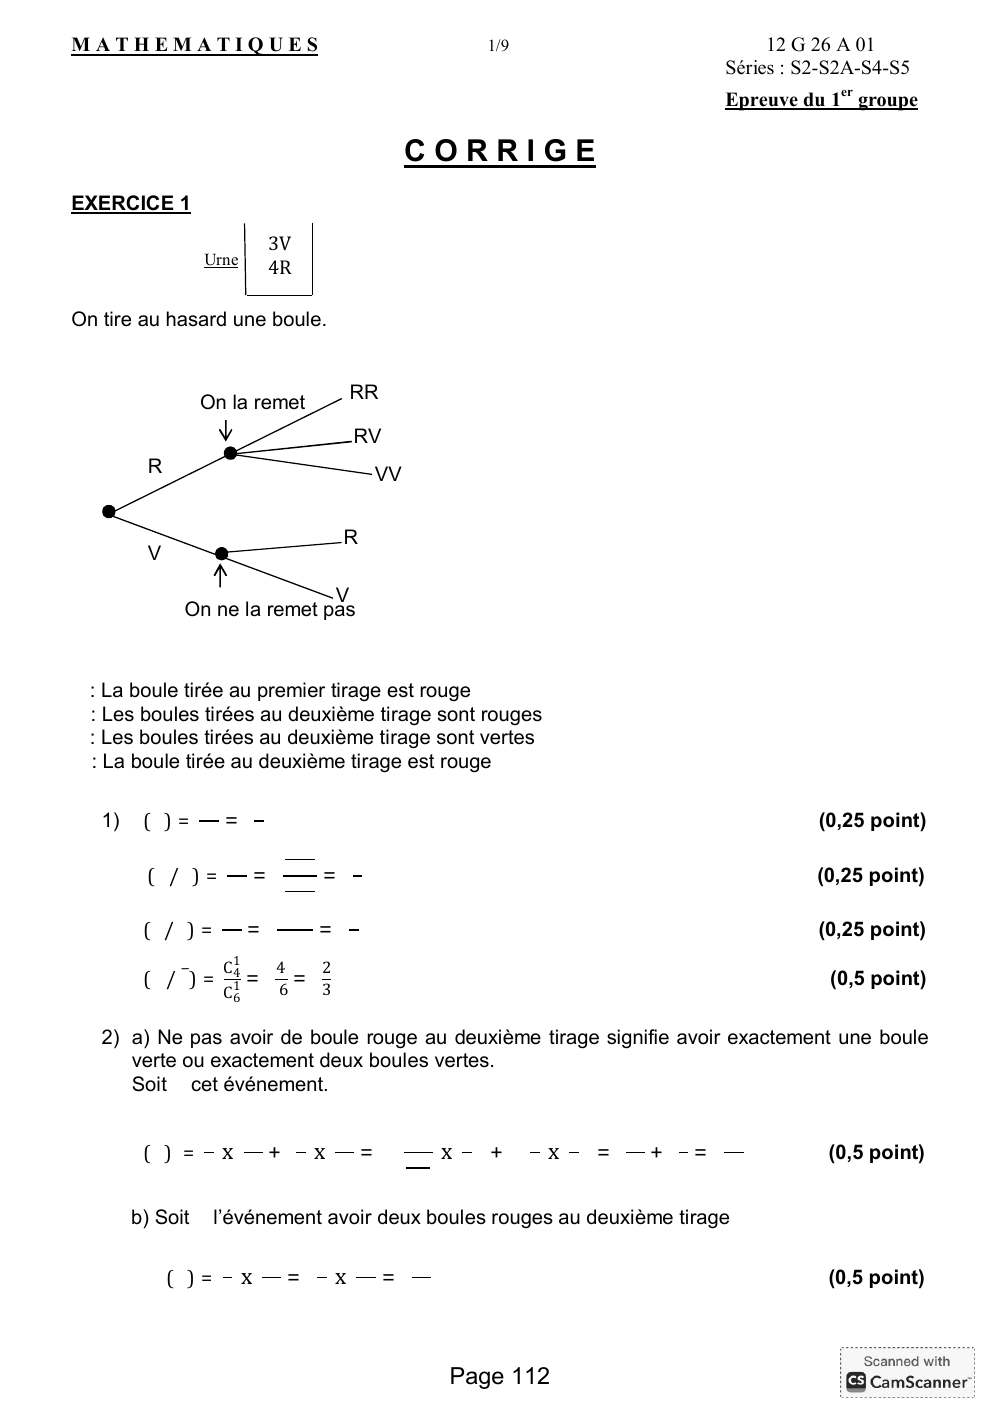 MATHEMATIQUES 1/9 12 G 26 A 01
Séries : S2-S2A-S4-S5
Epreuve du 1er groupe
CORRIGE
EXERCICE 1
3V
Urne
4R
On tire au hasard une boule.
RR
On la remet
RV
R
VV
R
V
V
On ne la remet pas
: La boule tirée au premier tirage est rouge
: Les boules tirées au deuxième tirage sont rouges
: Les boules tirées au deuxième tirage sont vertes
: La boule tirée au deuxième tirage est rouge
1) ( ) = — = – (0,25 point)
( / ) = — = — = – (0,25 point)
( / ) = — = — = – (0,25 point)
( / ¯) = C₄¹/C₆¹ = 4/6 = 2/3 (0,5 point)
2) a) Ne pas avoir de boule rouge au deuxième tirage signifie avoir exactement une boule
verte ou exactement deux boules vertes.
Soit cet événement.
( ) = – x — + – x — = — x – + – x – = — + – = — (0,5 point)
b) Soit l’événement avoir deux boules rouges au deuxième tirage
( ) = – x — = – x — = — (0,5 point)
Page 112
Scanned with
CS CamScanner